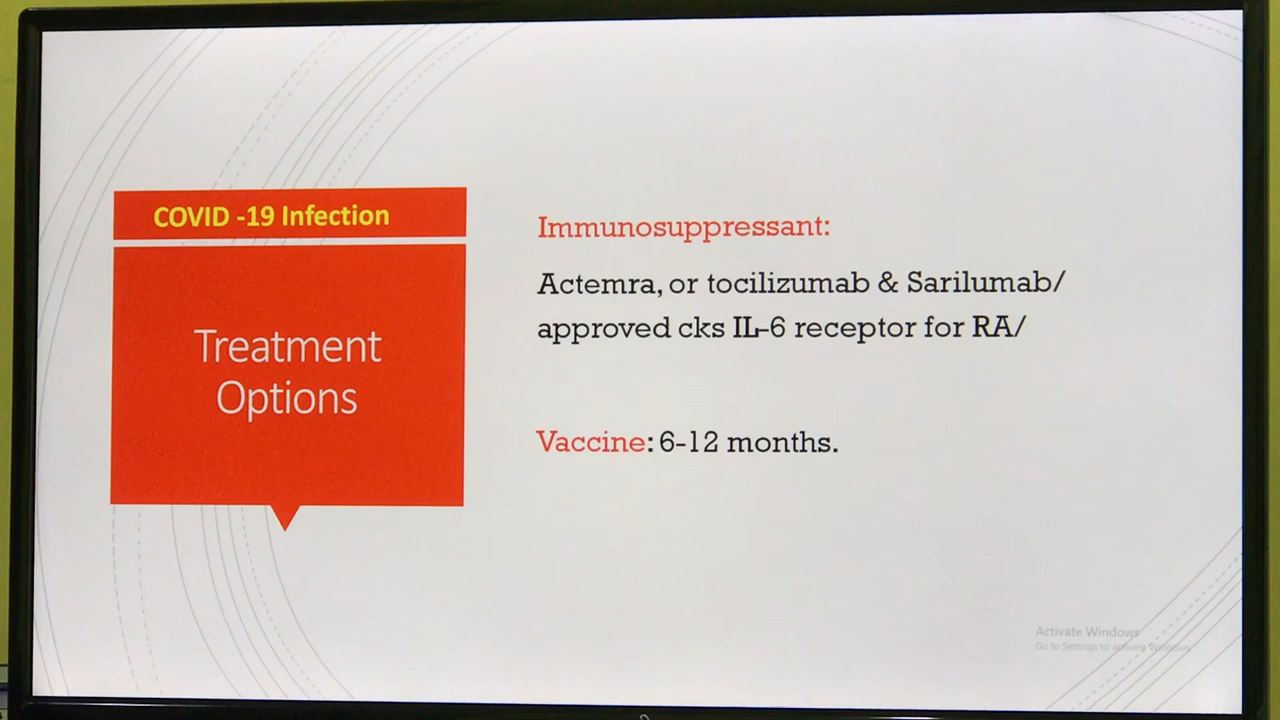 COVID -19 Infection
Treatment
Options
Immunosuppressant:
Actemra, or tocilizumab & Sarilumab/
approved cks IL-6 receptor for RA/
Vaccine: 6-12 months.
Activate Windows
Go to Settings to activate Windows.